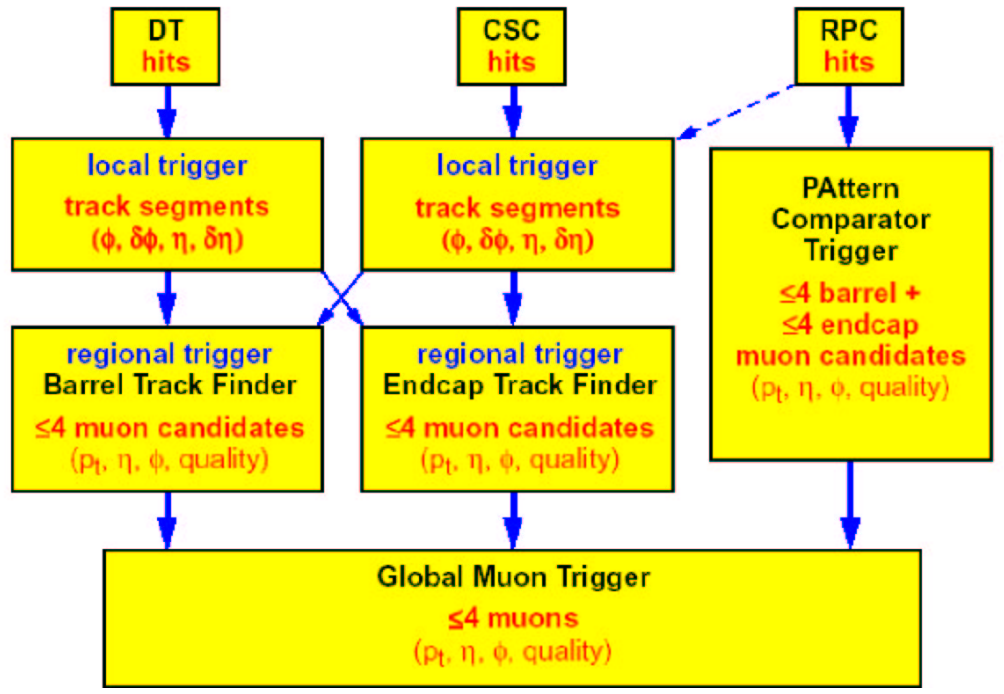 DT
hits
CSC
hits
RPC
hits
local trigger
track segments
(ϕ, δϕ, η, δη)
local trigger
track segments
(ϕ, δϕ, η, δη)
PAttern
Comparator
Trigger
≤4 barrel +
≤4 endcap
muon candidates
(pt, η, ϕ, quality)
regional trigger
Barrel Track Finder
≤4 muon candidates
(pt, η, ϕ, quality)
regional trigger
Endcap Track Finder
≤4 muon candidates
(pt, η, ϕ, quality)
Global Muon Trigger
≤4 muons
(pt, η, ϕ, quality)